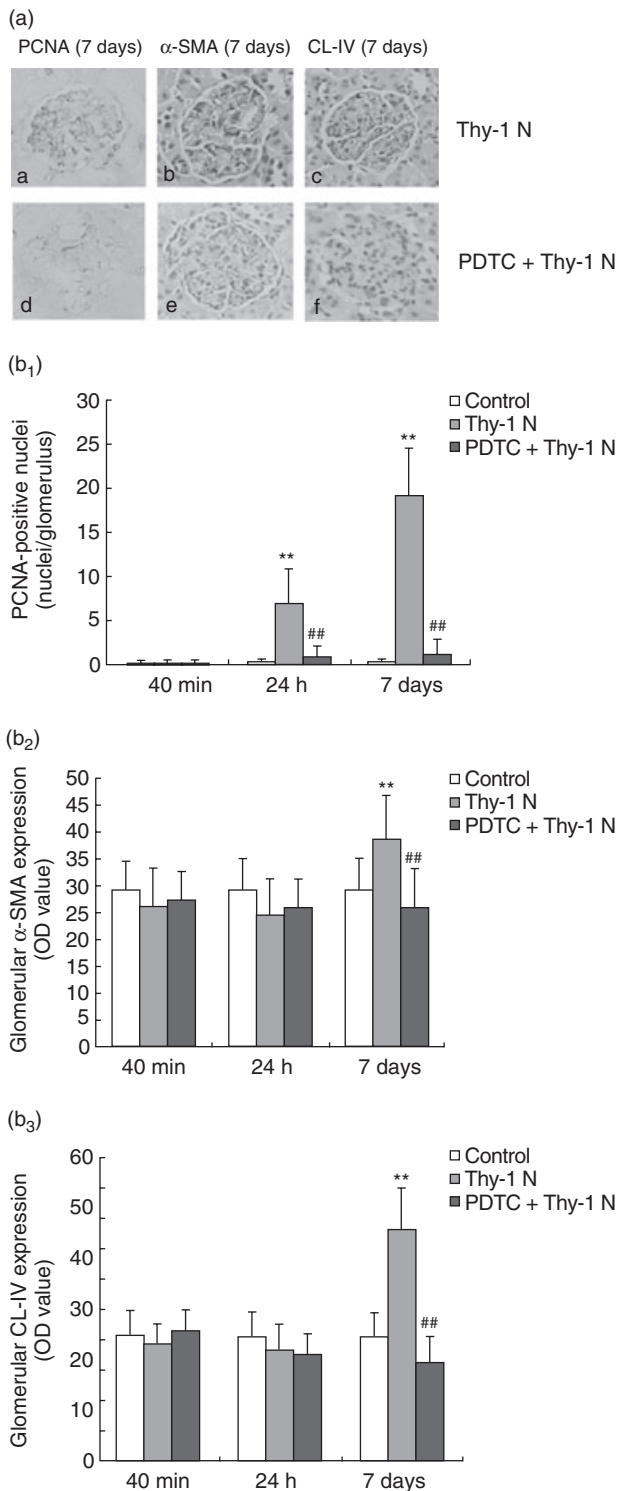 (a)
PCNA (7 days) α-SMA (7 days) CL-IV (7 days)
a b c Thy-1 N
d e f PDTC + Thy-1 N
(b1)
30
25
20
15
10
5
0
PCNA-positive nuclei
(nuclei/glomerulus)
** ## ** ##
Control
Thy-1 N
PDTC + Thy-1 N
40 min 24 h 7 days
(b2)
50
45
40
35
30
25
20
15
10
5
0
Glomerular α-SMA expression
(OD value)
** ##
Control
Thy-1 N
PDTC + Thy-1 N
40 min 24 h 7 days
(b3)
60
50
40
30
20
10
0
Glomerular CL-IV expression
(OD value)
** ##
Control
Thy-1 N
PDTC + Thy-1 N
40 min 24 h 7 days